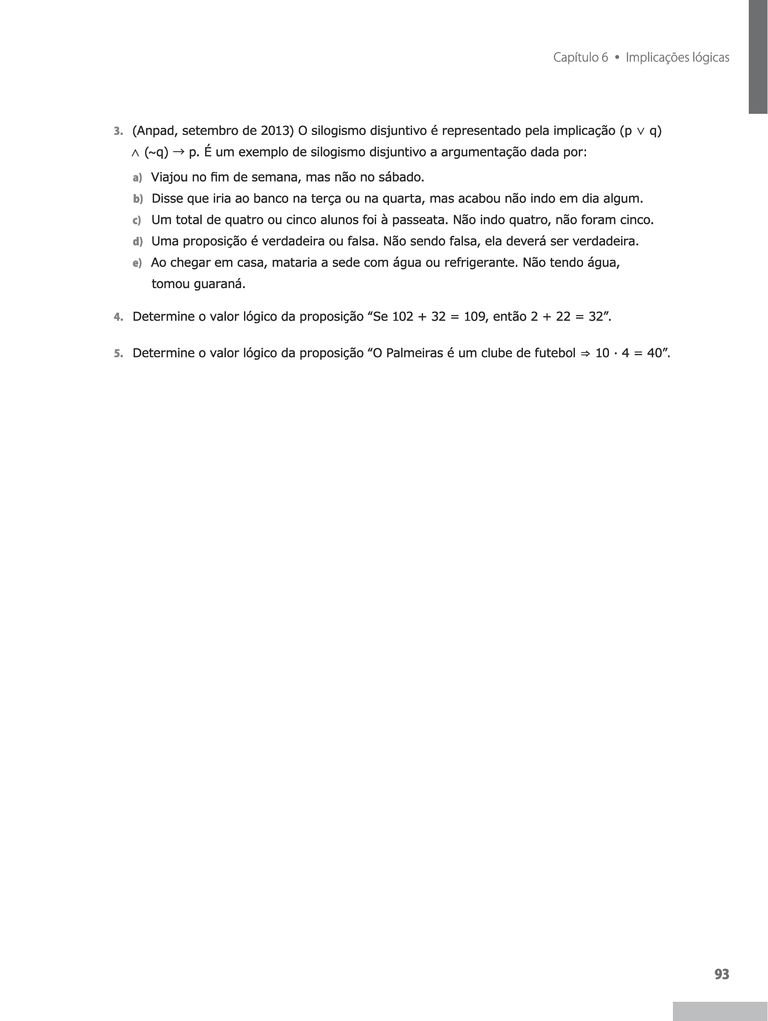 Capítulo 6 • Implicações lógicas
3. (Anpad, setembro de 2013) O silogismo disjuntivo é representado pela implicação (p ∨ q)
∧ (~q) → p. É um exemplo de silogismo disjuntivo a argumentação dada por:
a) Viajou no fim de semana, mas não no sábado.
b) Disse que iria ao banco na terça ou na quarta, mas acabou não indo em dia algum.
c) Um total de quatro ou cinco alunos foi à passeata. Não indo quatro, não foram cinco.
d) Uma proposição é verdadeira ou falsa. Não sendo falsa, ela deverá ser verdadeira.
e) Ao chegar em casa, mataria a sede com água ou refrigerante. Não tendo água,
tomou guaraná.
4. Determine o valor lógico da proposição “Se 102 + 32 = 109, então 2 + 22 = 32”.
5. Determine o valor lógico da proposição “O Palmeiras é um clube de futebol ⇒ 10 · 4 = 40”.
93